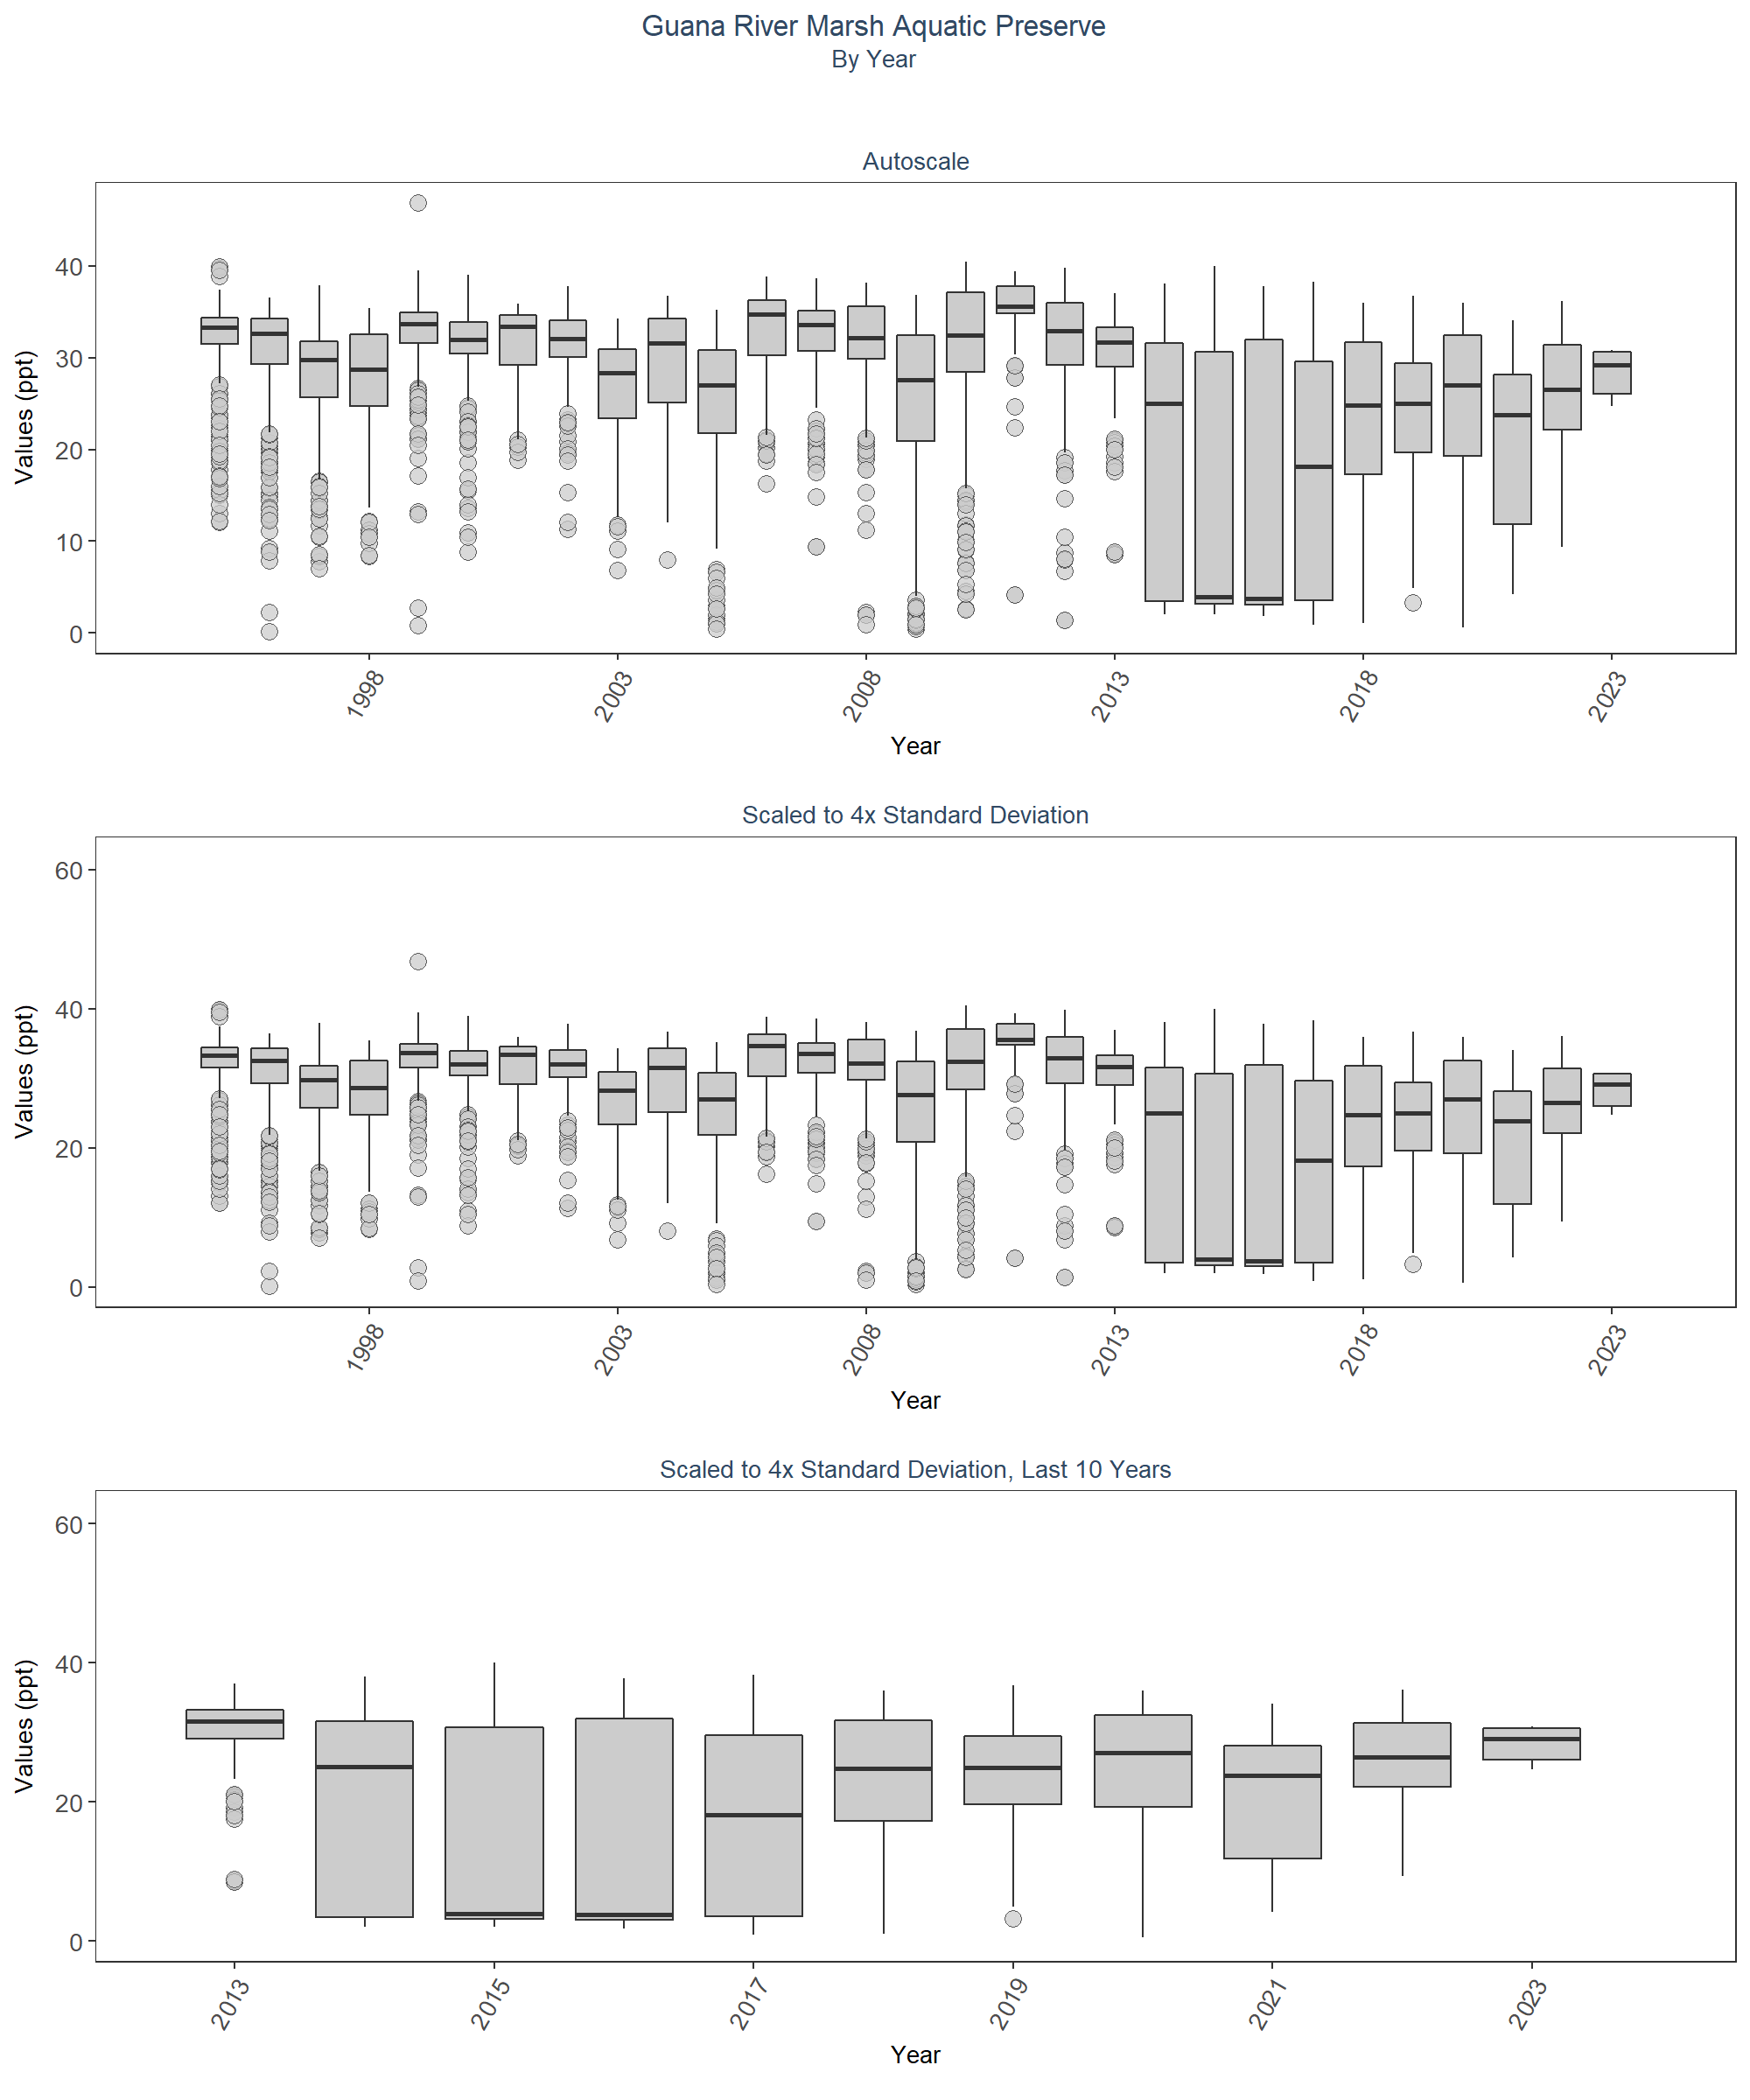 Guana River Marsh Aquatic Preserve
By Year
Autoscale
Values (ppt)
40
30
20
10
0
1998 2003 2008 2013 2018 2023
Year
Scaled to 4x Standard Deviation
Values (ppt)
60
40
20
0
1998 2003 2008 2013 2018 2023
Year
Scaled to 4x Standard Deviation, Last 10 Years
Values (ppt)
60
40
20
0
2013 2015 2017 2019 2021 2023
Year